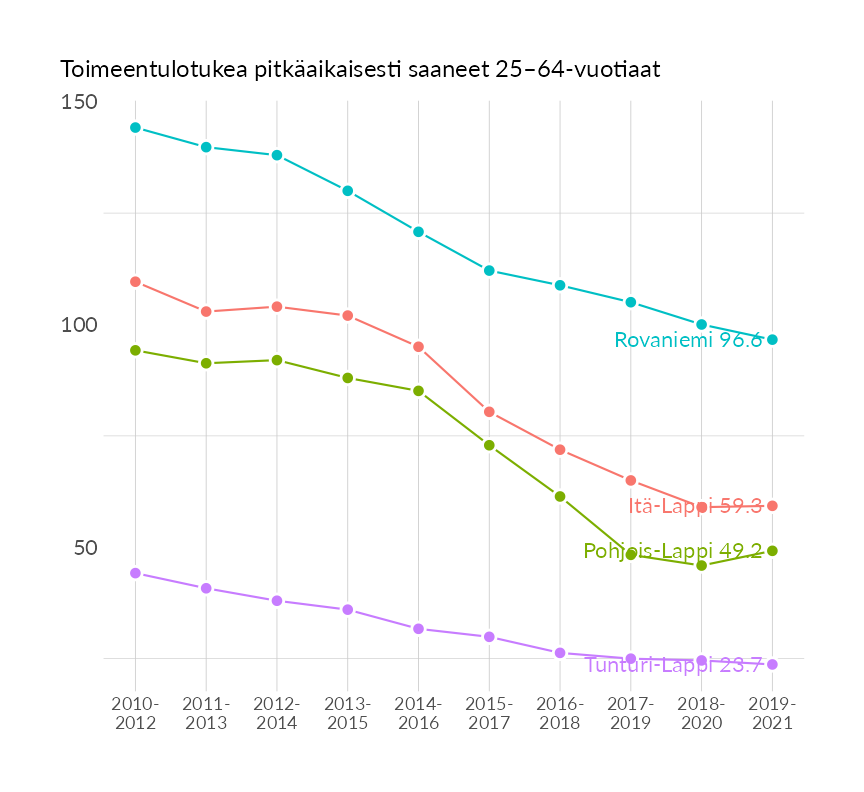 Toimeentulotukea pitkäaikaisesti saaneet 25–64-vuotiaat
150
100
Rovaniemi 96.6
Itä-Lappi 59.3
50
Pohjois-Lappi 49.2
Tunturi-Lappi 23.7
2010- 2011- 2012- 2013- 2014- 2015- 2016- 2017- 2018- 2019-
2012 2013 2014 2015 2016 2017 2018 2019 2020 2021